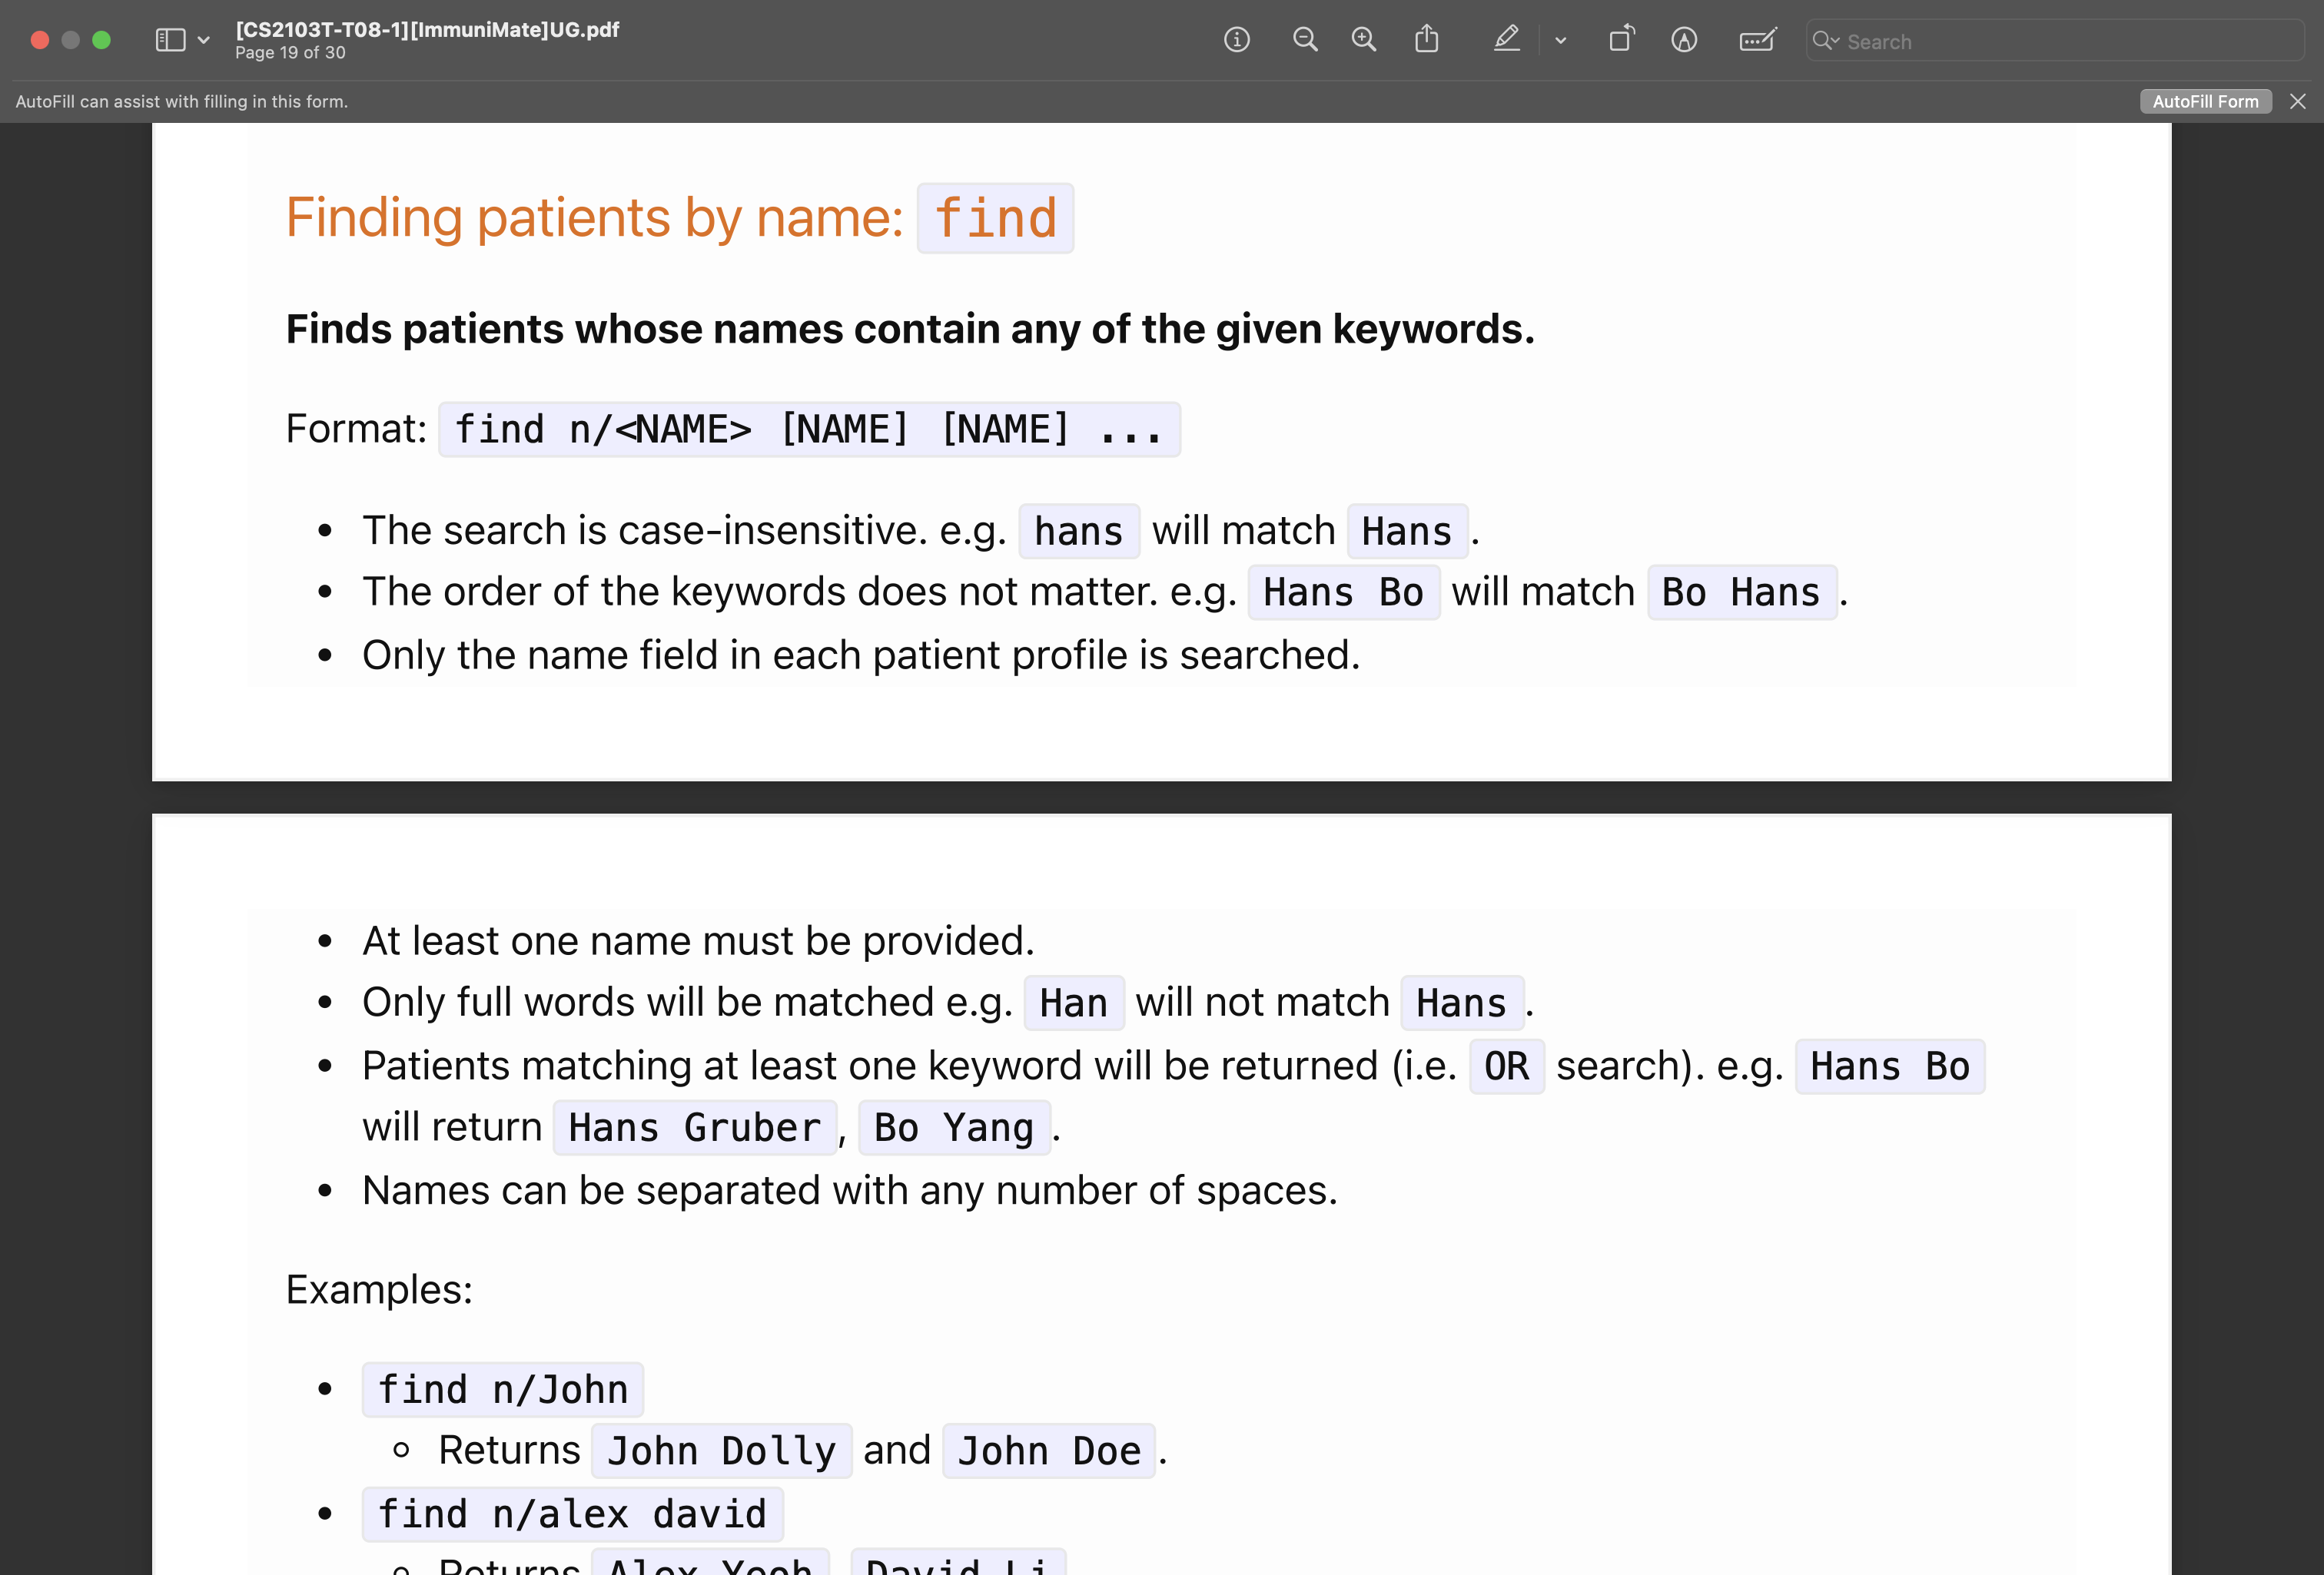 [CS2103T-T08-1][ImmuniMate]UG.pdf
Page 19 of 30
Search
AutoFill can assist with filling in this form.
AutoFill Form
Finding patients by name: find
Finds patients whose names contain any of the given keywords.
Format: find n/<NAME> [NAME] [NAME] ...
• The search is case-insensitive. e.g. hans will match Hans.
• The order of the keywords does not matter. e.g. Hans Bo will match Bo Hans.
• Only the name field in each patient profile is searched.
• At least one name must be provided.
• Only full words will be matched e.g. Han will not match Hans.
• Patients matching at least one keyword will be returned (i.e. OR search). e.g. Hans Bo
will return Hans Gruber, Bo Yang.
• Names can be separated with any number of spaces.
Examples:
• find n/John
○ Returns John Dolly and John Doe.
• find n/alex david
○ Returns Alex Yeoh, David Li